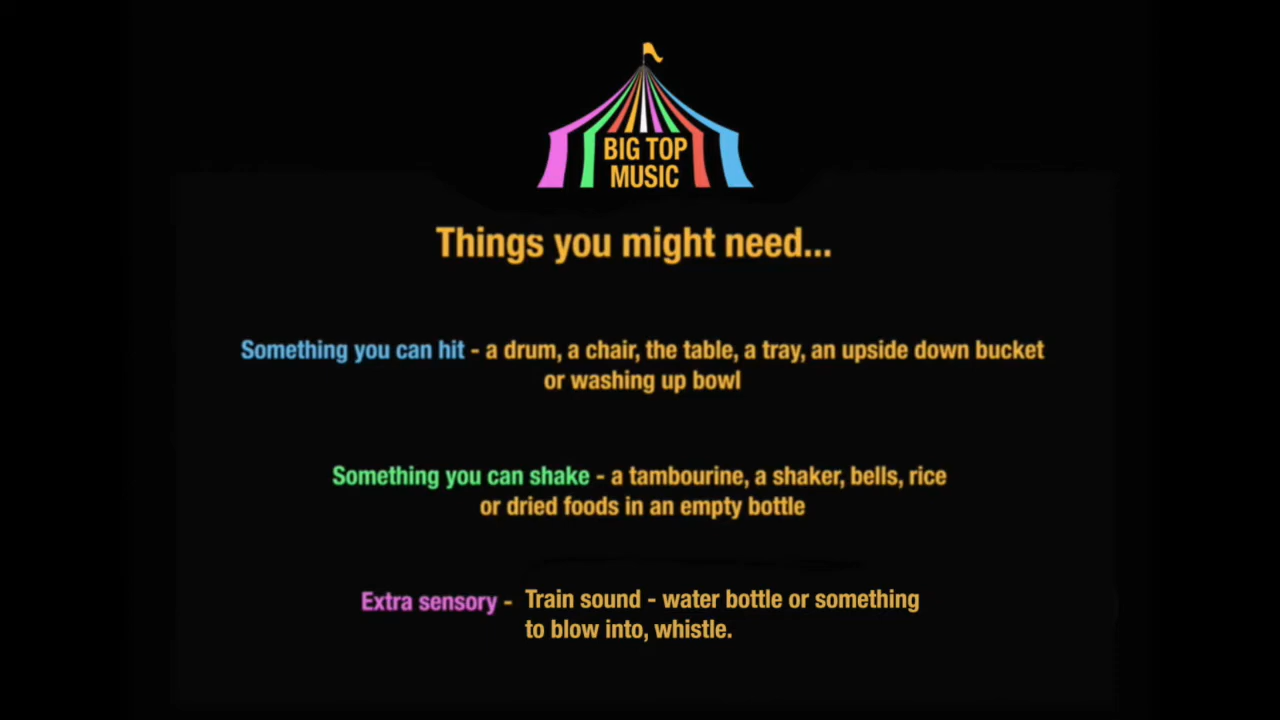 BIG TOP
MUSIC
Things you might need...
Something you can hit - a drum, a chair, the table, a tray, an upside down bucket
or washing up bowl
Something you can shake - a tambourine, a shaker, bells, rice
or dried foods in an empty bottle
Extra sensory - Train sound - water bottle or something
to blow into, whistle.